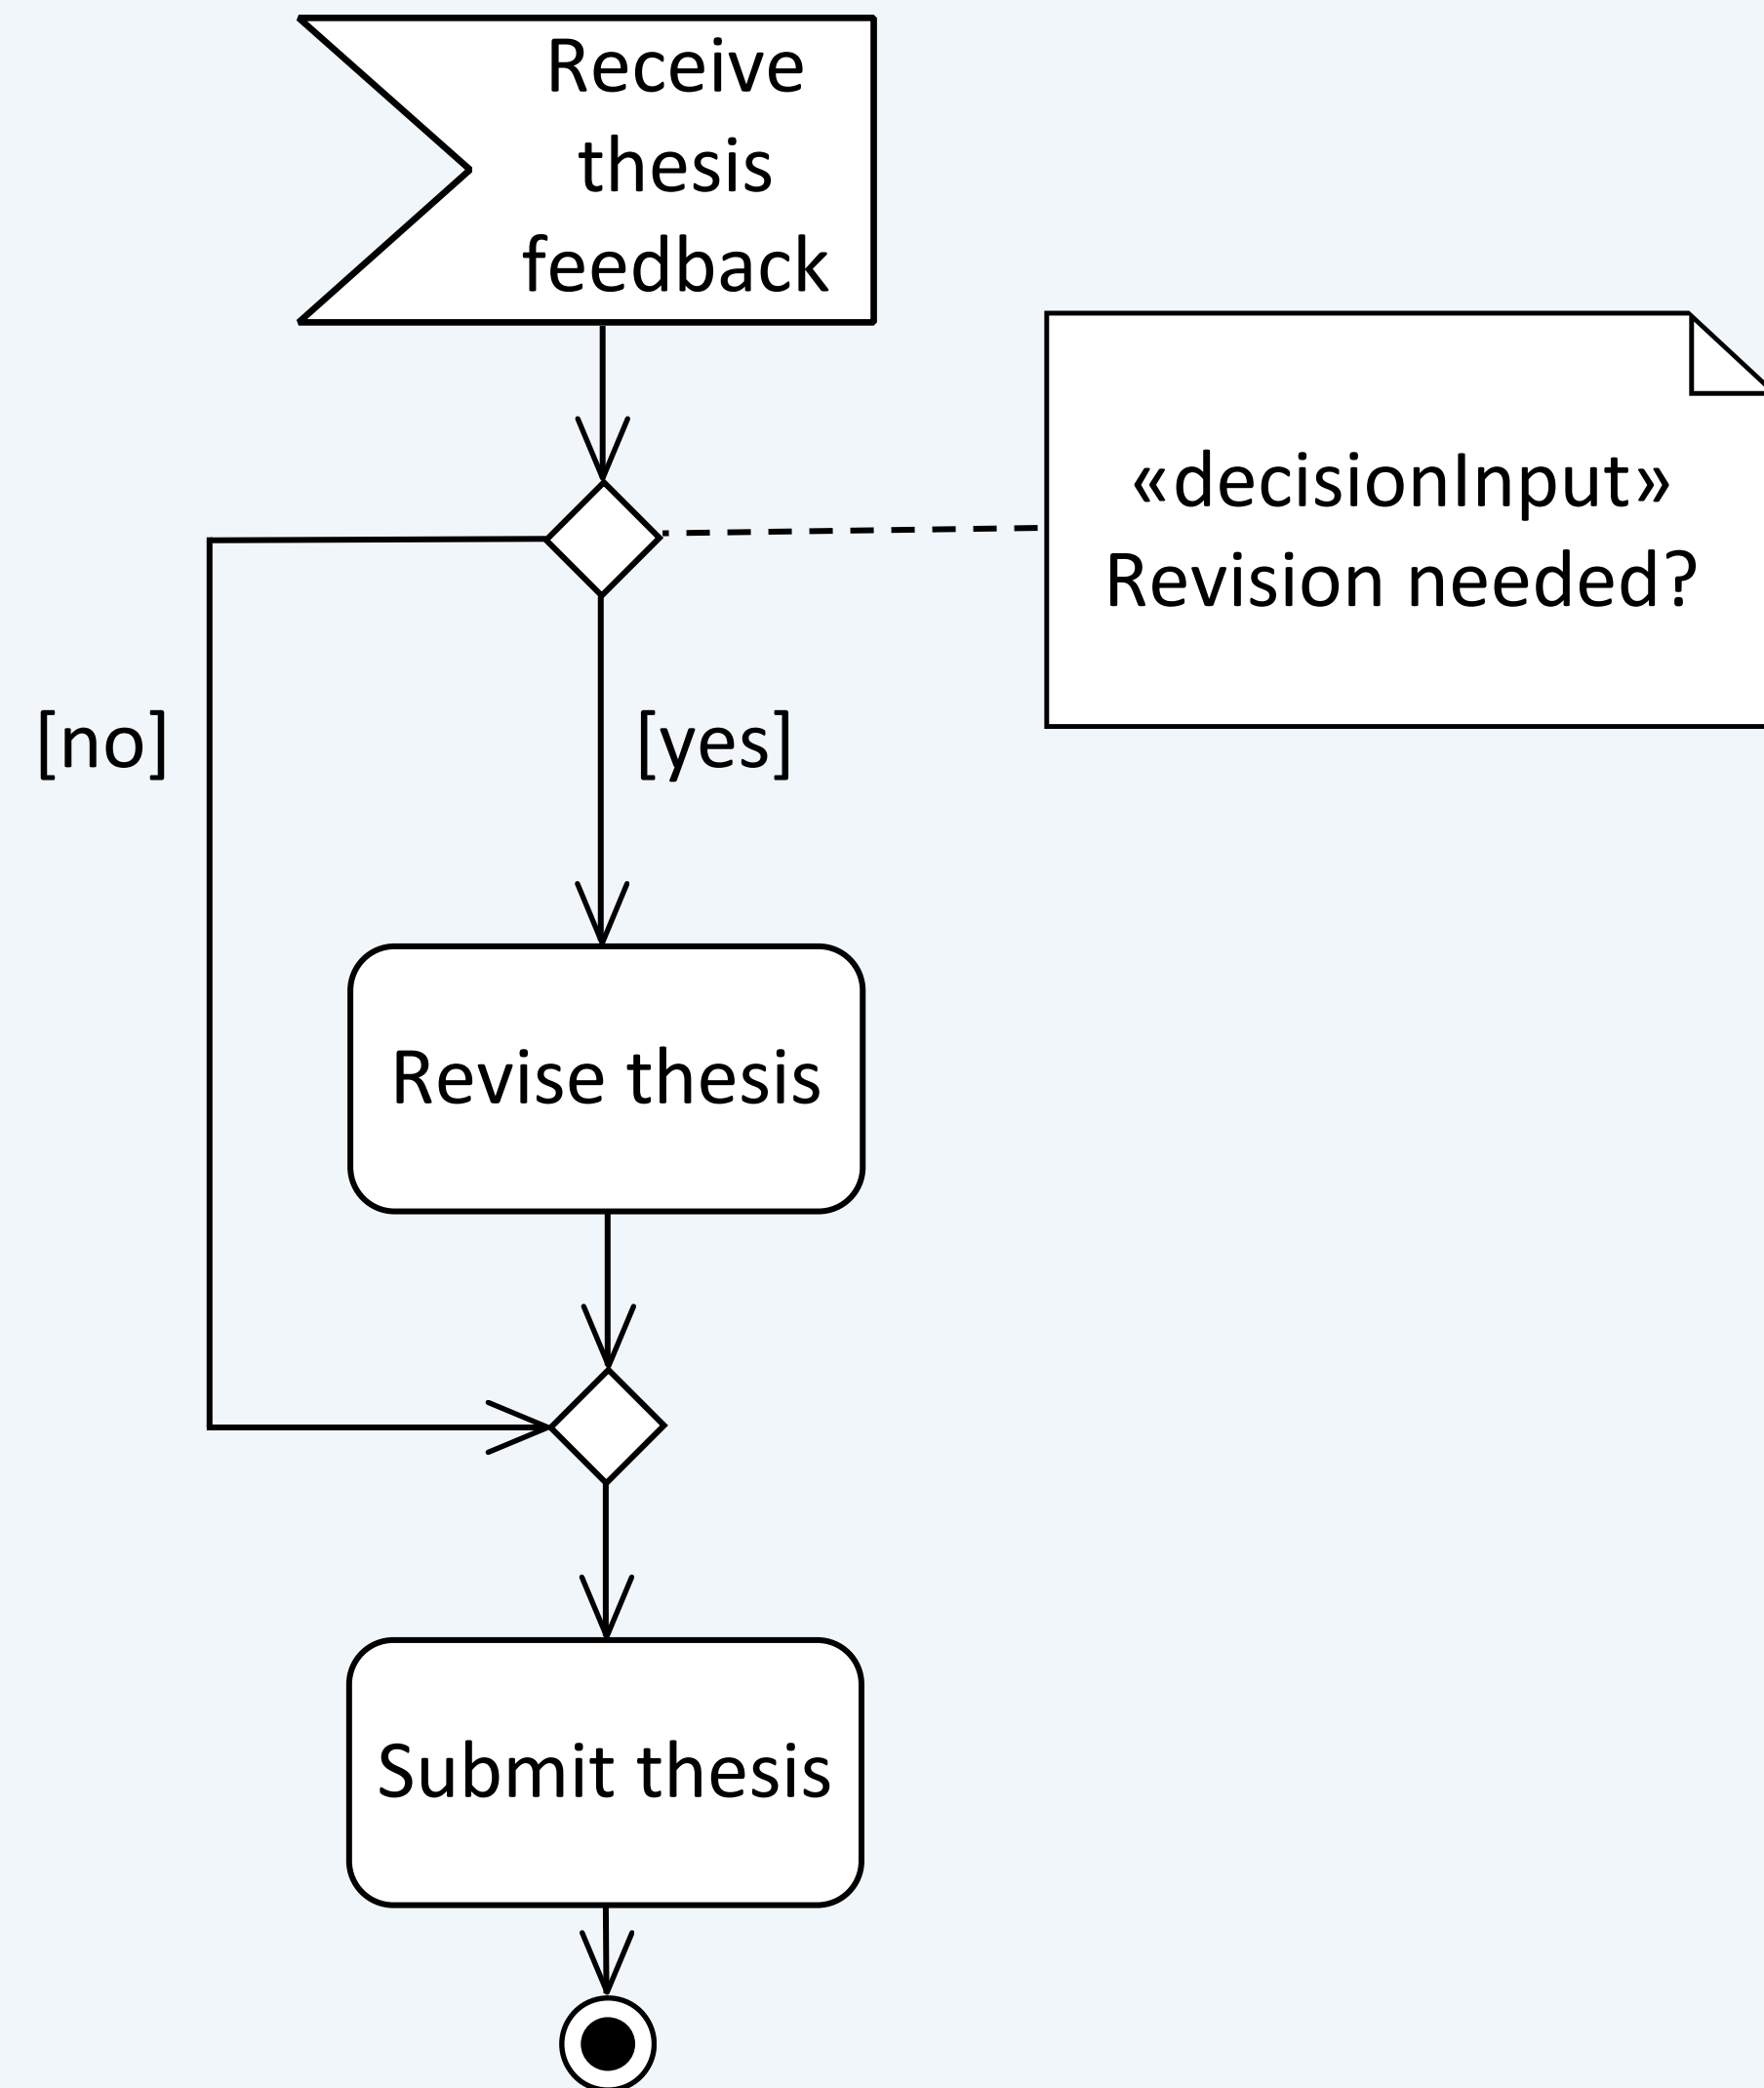 Receive
thesis
feedback
«decisionInput»
Revision needed?
[no]
[yes]
Revise thesis
Submit thesis